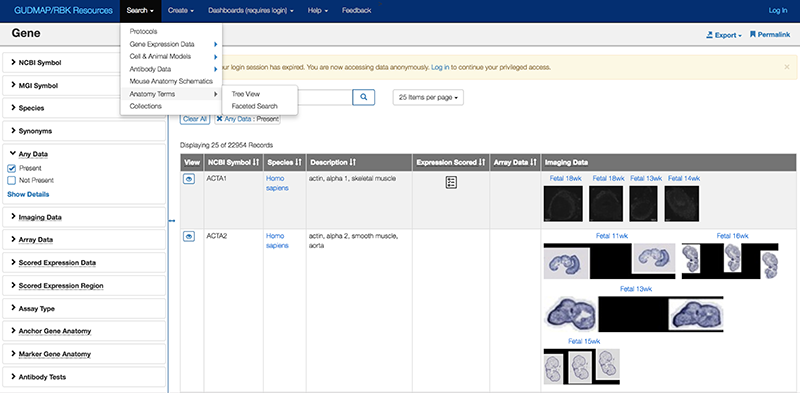 GUDMAP/RBK Resources Search Create Dashboards (requires login) Help Feedback Log In
Gene
Export Permalink
Protocols
Gene Expression Data
Cell & Animal Models
Antibody Data
Mouse Anatomy Schematics
Anatomy Terms
Collections
Tree View
Faceted Search
NCBI Symbol
MGI Symbol
Species
Synonyms
Any Data
Present
Not Present
Show Details
Imaging Data
Array Data
Scored Expression Data
Scored Expression Region
Assay Type
Anchor Gene Anatomy
Marker Gene Anatomy
Antibody Tests
login session has expired. You are now accessing data anonymously. Log in to continue your privileged access.
25 Items per page
Clear All Any Data : Present
Displaying 25 of 22954 Records
View NCBI Symbol Species Description Expression Scored Array Data Imaging Data
ACTA1 Homo sapiens actin, alpha 1, skeletal muscle Fetal 18wk Fetal 18wk Fetal 13wk Fetal 14wk
ACTA2 Homo sapiens actin, alpha 2, smooth muscle, aorta Fetal 11wk Fetal 16wk
Fetal 13wk
Fetal 15wk